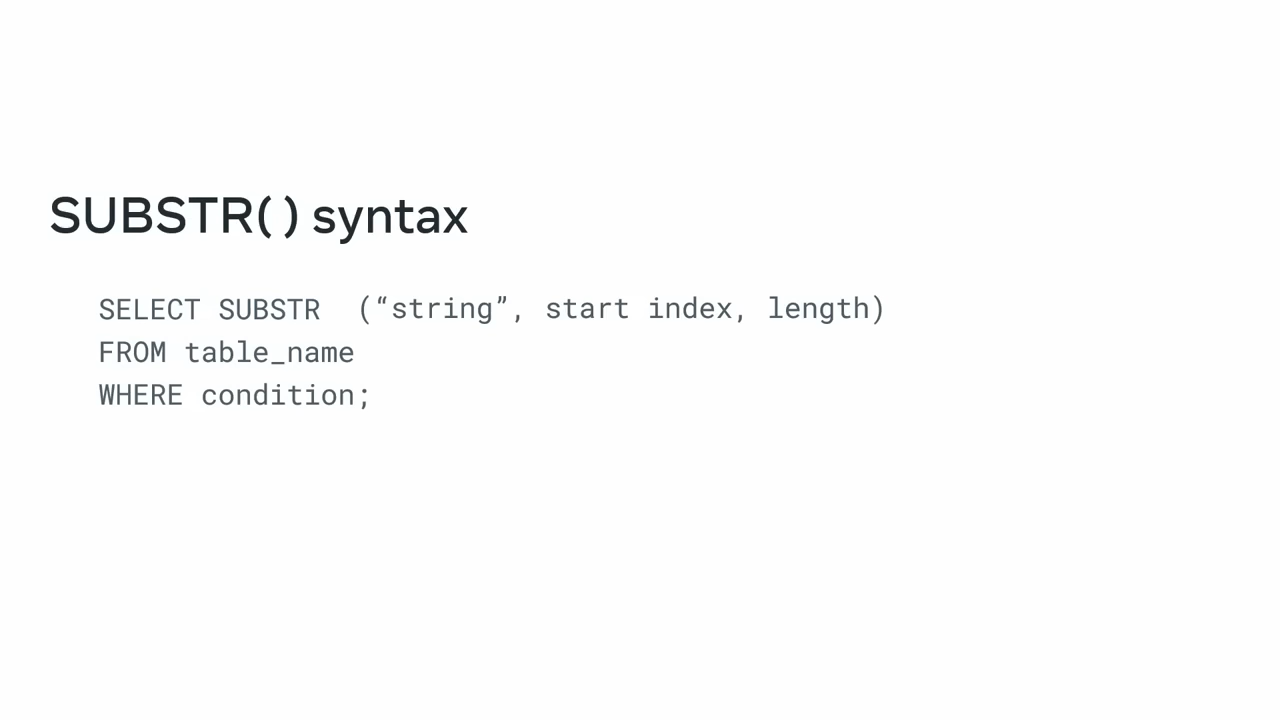 SUBSTR( ) syntax
SELECT SUBSTR (“string”, start index, length)
FROM table_name
WHERE condition;